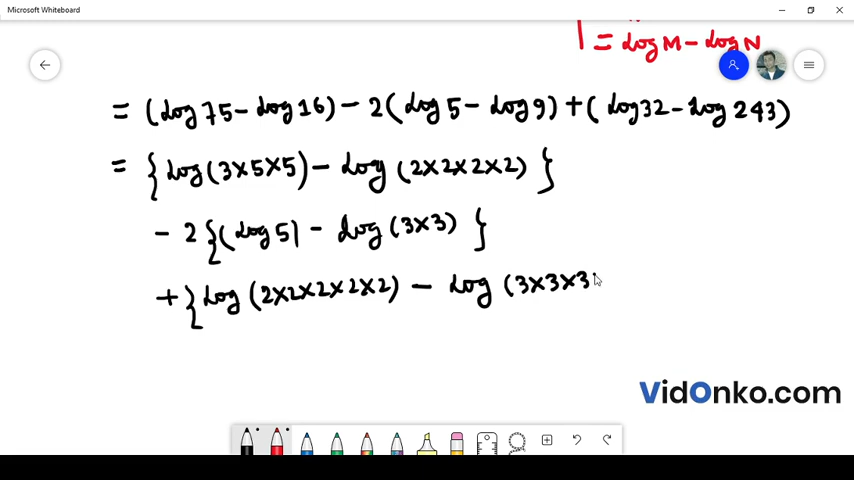 Microsoft Whiteboard
= log M - log N
= (log 75 - log 16) - 2(log 5 - log 9) + (log 32 - log 243)
= {log(3×5×5) - log (2×2×2×2)}
- 2{(log 5) - log (3×3)}
+ {log (2×2×2×2×2) - log (3×3×3
VidOnko.com